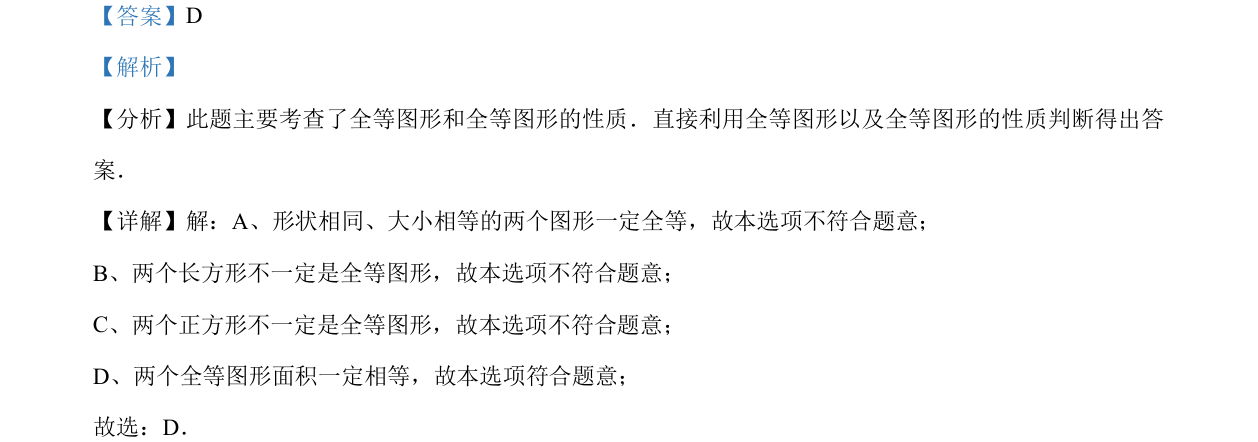 【答案】D
【解析】
【分析】此题主要考查了全等图形和全等图形的性质．直接利用全等图形以及全等图形的性质判断得出答
案．
【详解】解：A、形状相同、大小相等的两个图形一定全等，故本选项不符合题意；
B、两个长方形不一定是全等图形，故本选项不符合题意；
C、两个正方形不一定是全等图形，故本选项不符合题意；
D、两个全等图形面积一定相等，故本选项符合题意；
故选：D．